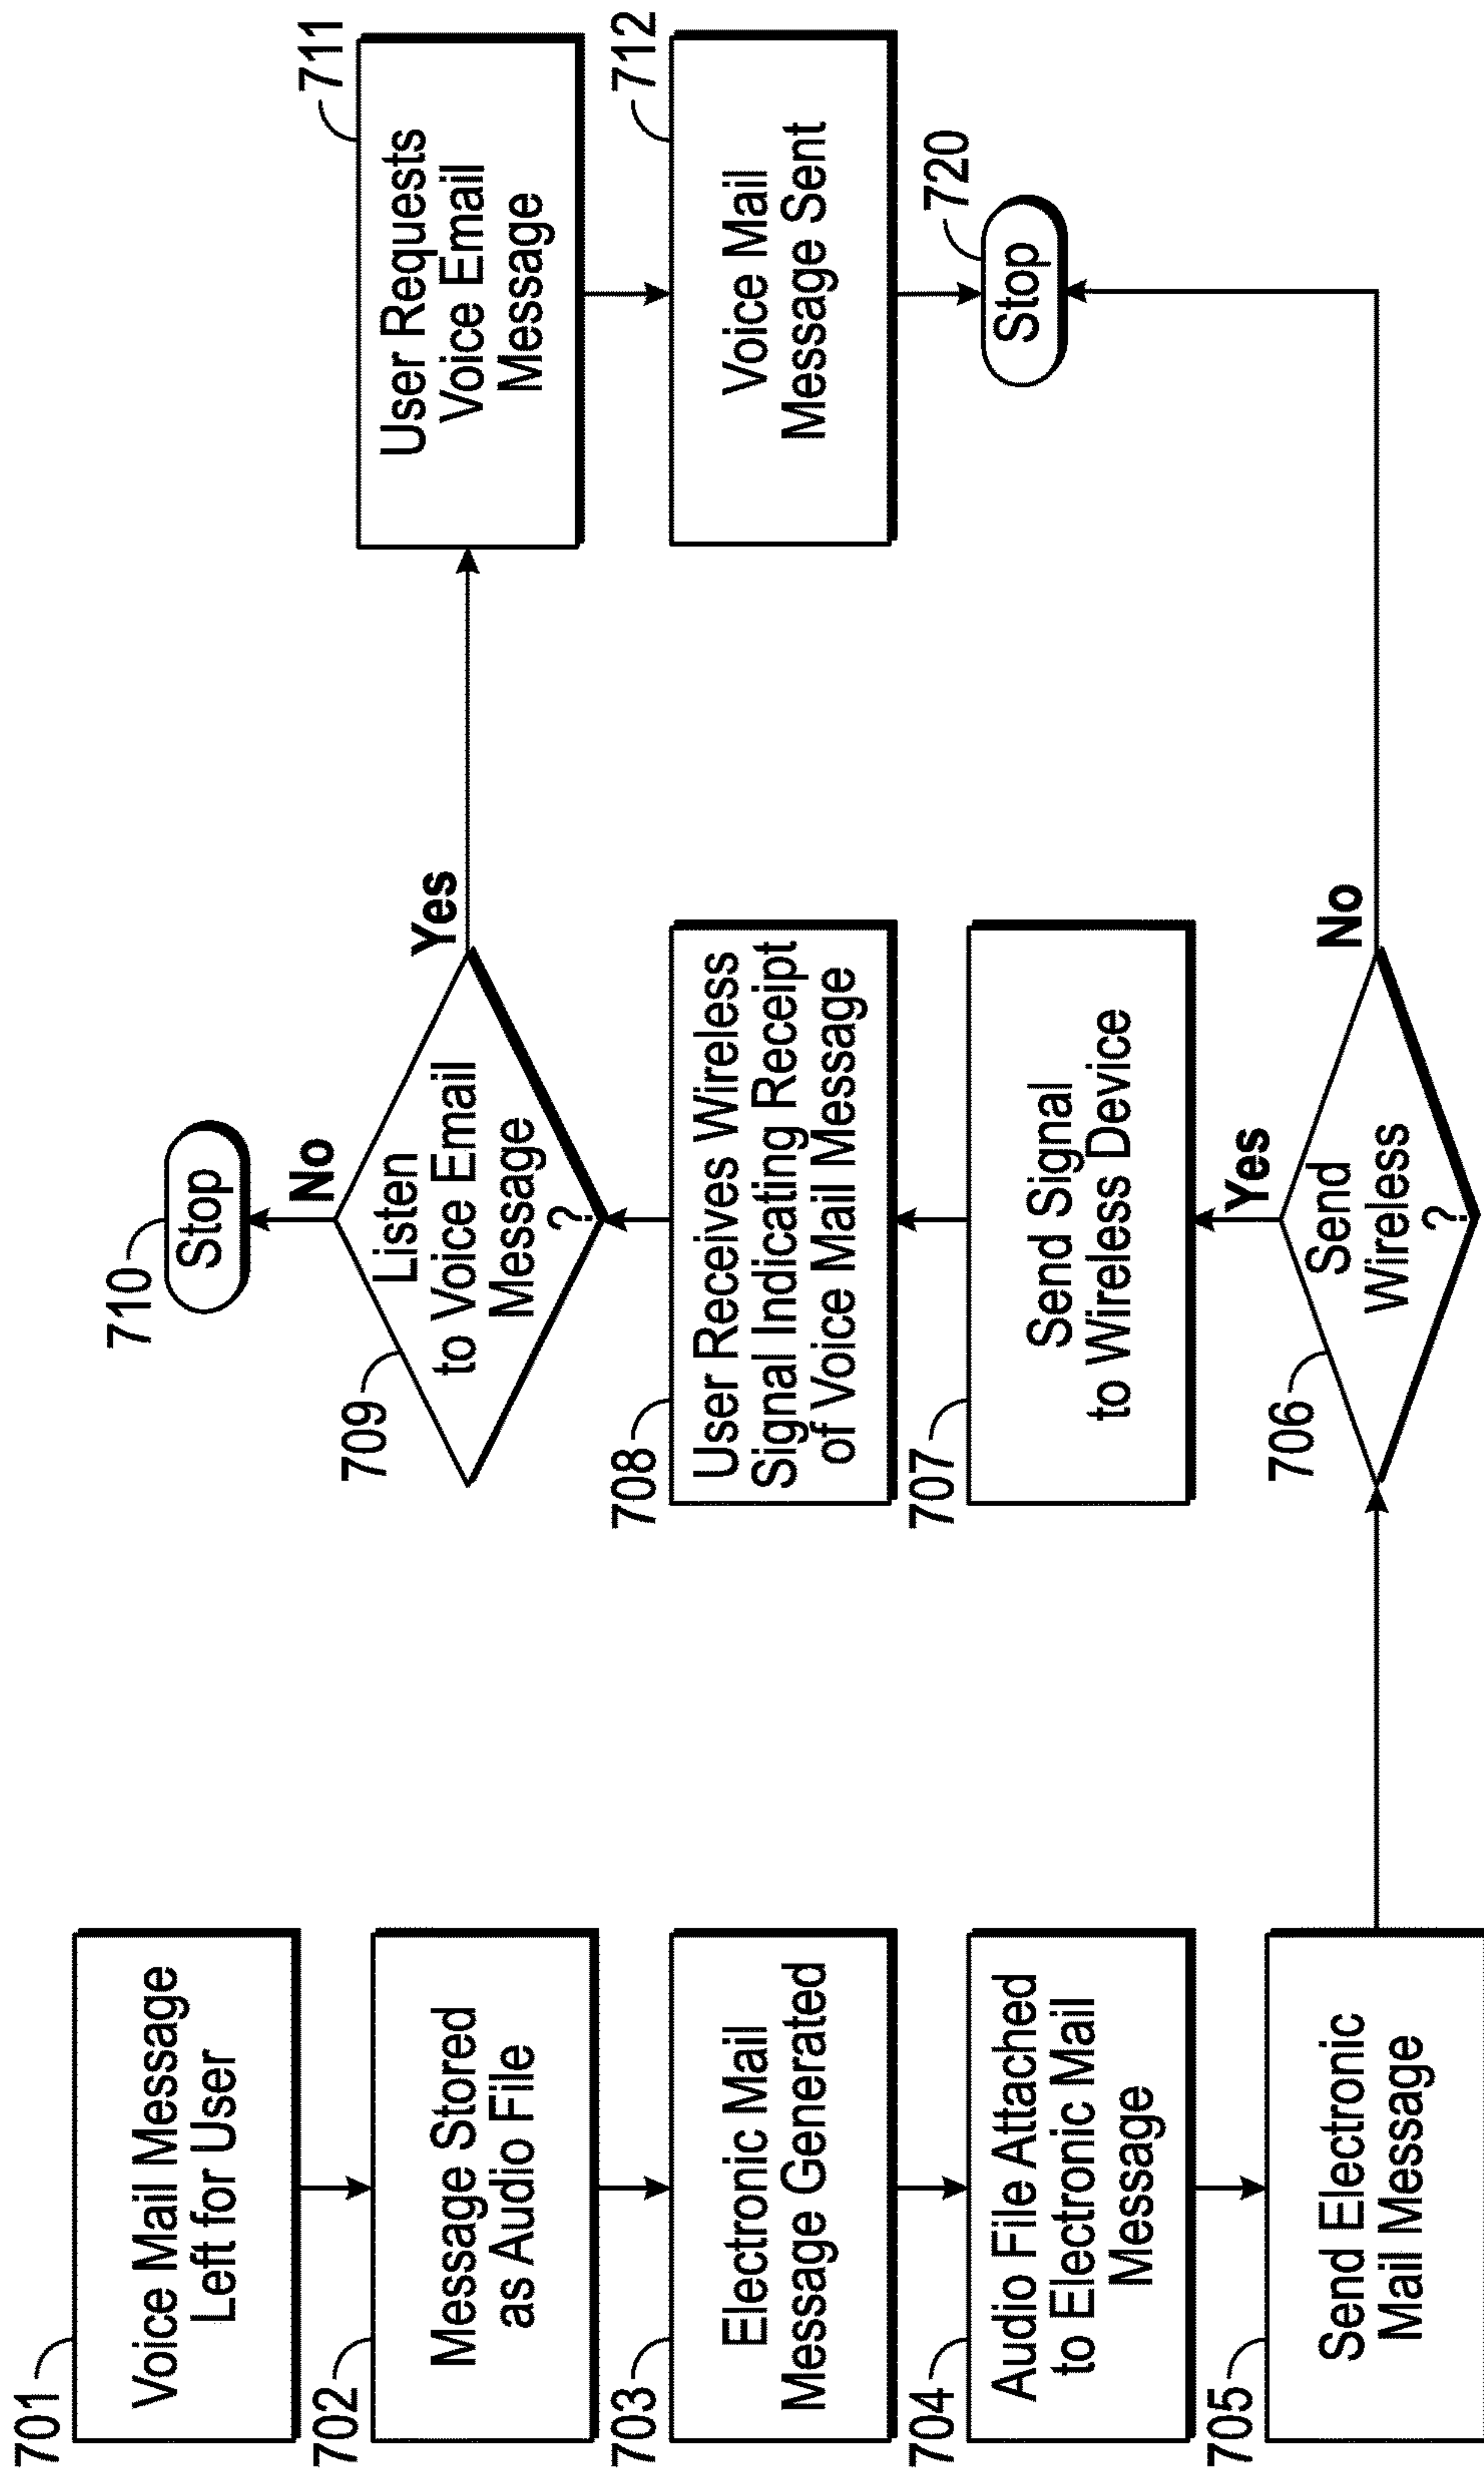 701
Voice Mail Message
Left for User
702
Message Stored
as Audio File
703
Electronic Mail
Message Generated
704
Audio File Attached
to Electronic Mail
Message
705
Send Electronic
Mail Message
706
Send
Wireless
?
Yes
No
707
Send Signal
to Wireless Device
708
User Receives Wireless
Signal Indicating Receipt
of Voice Mail Message
709
Listen
to Voice Email
Message
?
No
Yes
710
Stop
711
User Requests
Voice Email
Message
712
Voice Mail
Message Sent
720
Stop